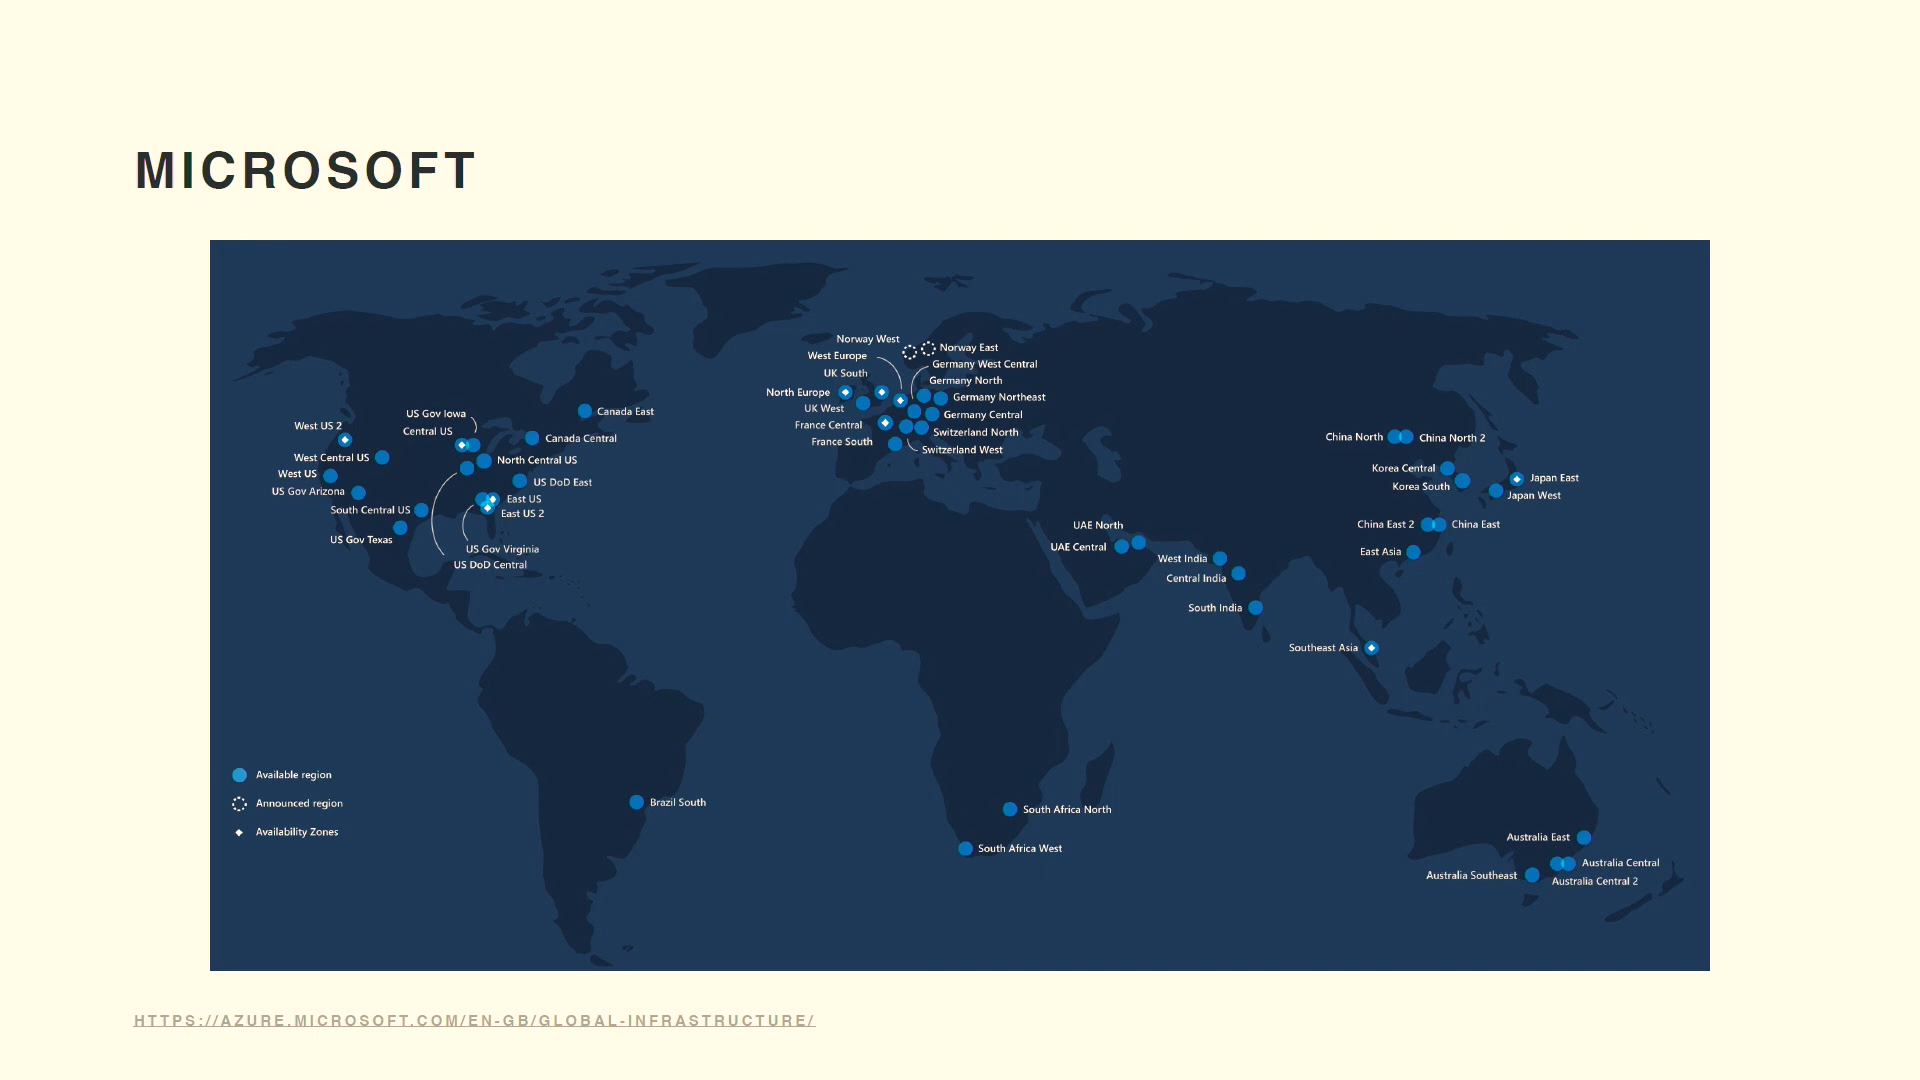 MICROSOFT
Norway West
Norway East
West Europe
Germany West Central
UK South
Germany North
North Europe
Germany Northeast
UK West
Germany Central
France Central
Switzerland North
France South
Switzerland West
US Gov Iowa
Canada East
West US 2
Central US
Canada Central
West Central US
North Central US
West US
US DoD East
US Gov Arizona
East US
South Central US
East US 2
US Gov Texas
US Gov Virginia
US DoD Central
China North
China North 2
Korea Central
Japan East
Korea South
Japan West
China East 2
China East
East Asia
UAE North
UAE Central
West India
Central India
South India
Southeast Asia
Available region
Announced region
Availability Zones
Brazil South
South Africa North
South Africa West
Australia East
Australia Central
Australia Southeast
Australia Central 2
HTTPS://AZURE.MICROSOFT.COM/EN-GB/GLOBAL-INFRASTRUCTURE/